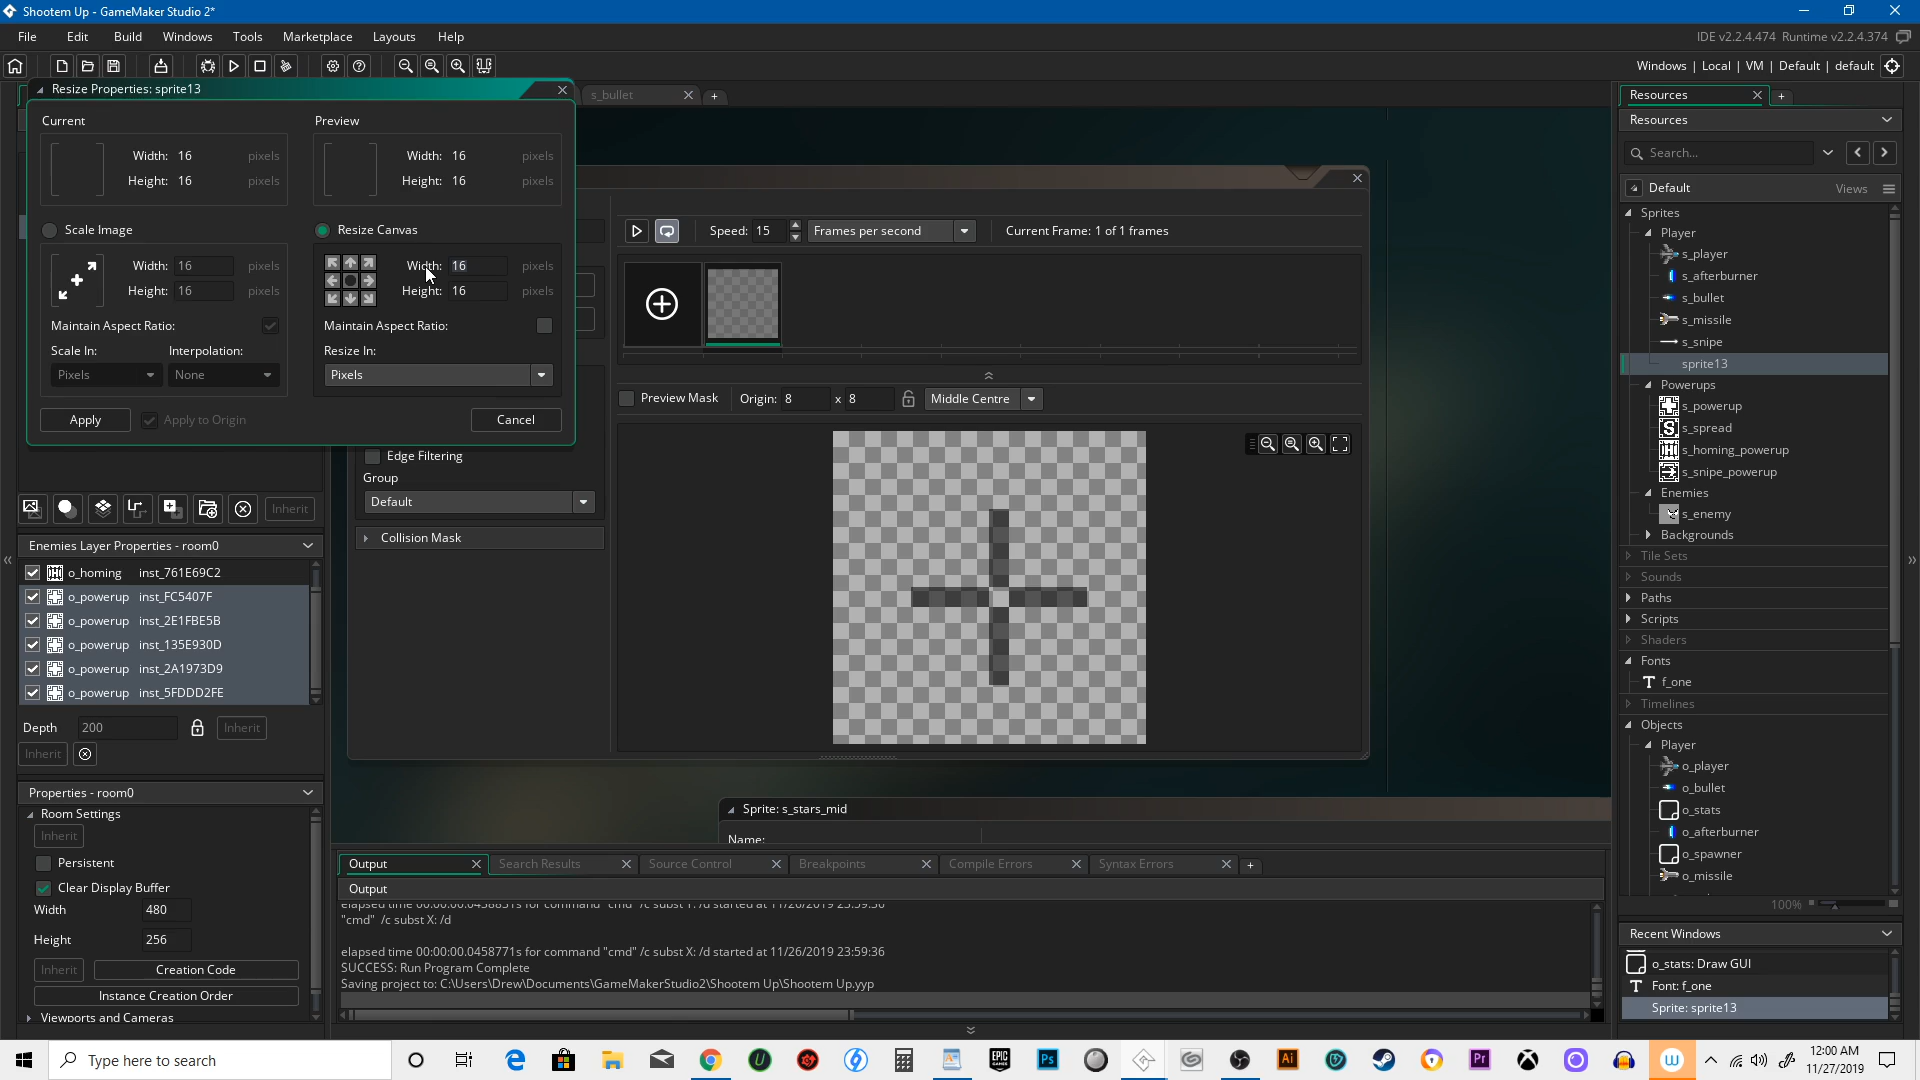 Shootem Up - GameMaker Studio 2*
File Edit Build Windows Tools Marketplace Layouts Help
IDE v2.2.4.474 Runtime v2.2.4.374
Windows | Local | VM | Default | default
Resize Properties: sprite13
s_bullet
Current
Width: 16 pixels
Height: 16 pixels
Preview
Width: 16 pixels
Height: 16 pixels
Scale Image
Width: 16 pixels
Height: 16 pixels
Maintain Aspect Ratio:
Scale In: Interpolation:
Pixels None
Resize Canvas
Width: 16 pixels
Height: 16 pixels
Maintain Aspect Ratio:
Resize In:
Pixels
Apply Apply to Origin Cancel
Speed: 15 Frames per second Current Frame: 1 of 1 frames
Preview Mask Origin: 8 x 8 Middle Centre
Edge Filtering
Group
Default
Collision Mask
Inherit
Enemies Layer Properties - room0
o_homing inst_761E69C2
o_powerup inst_FC5407F
o_powerup inst_2E1FBE5B
o_powerup inst_135E930D
o_powerup inst_2A1973D9
o_powerup inst_5FDDD2FE
Depth 200 Inherit
Inherit
Properties - room0
Room Settings
Inherit
Persistent
Clear Display Buffer
Width 480
Height 256
Inherit Creation Code
Instance Creation Order
Viewports and Cameras
Sprite: s_stars_mid
Name:
Output Search Results Source Control Breakpoints Compile Errors Syntax Errors
Output
"cmd" /c subst X: /d
elapsed time 00:00:00.0458771s for command "cmd" /c subst X: /d started at 11/26/2019 23:59:36
SUCCESS: Run Program Complete
Saving project to: C:\Users\Drew\Documents\GameMakerStudio2\Shootem Up\Shootem Up.yyp
Resources
Resources
Search...
Default Views
Sprites
Player
s_player
s_afterburner
s_bullet
s_missile
s_snipe
sprite13
Powerups
s_powerup
s_spread
s_homing_powerup
s_snipe_powerup
Enemies
s_enemy
Backgrounds
Tile Sets
Sounds
Paths
Scripts
Shaders
Fonts
f_one
Timelines
Objects
Player
o_player
o_bullet
o_stats
o_afterburner
o_spawner
o_missile
100%
Recent Windows
o_stats: Draw GUI
Font: f_one
Sprite: sprite13
Type here to search
12:00 AM
11/27/2019